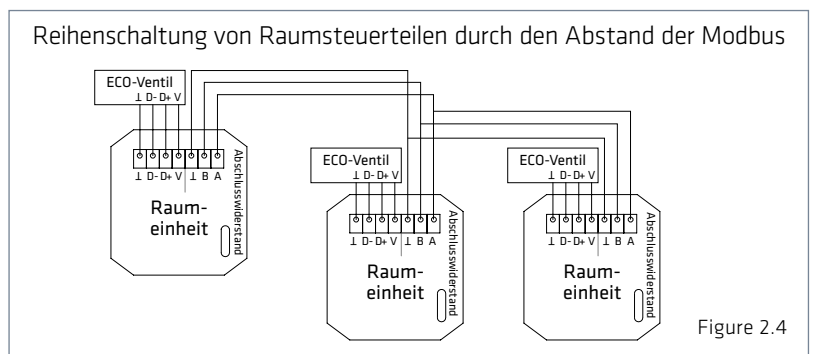 Reihenschaltung von Raumsteuerteilen durch den Abstand der Modbus
ECO-Ventil
⊥ D- D+ V
⊥ D- D+ V ⊥ B A
Abschlusswiderstand
Raum-
einheit
ECO-Ventil
⊥ D- D+ V
⊥ D- D+ V ⊥ B A
Abschlusswiderstand
Raum-
einheit
ECO-Ventil
⊥ D- D+ V
⊥ D- D+ V ⊥ B A
Abschlusswiderstand
Raum-
einheit
Figure 2.4